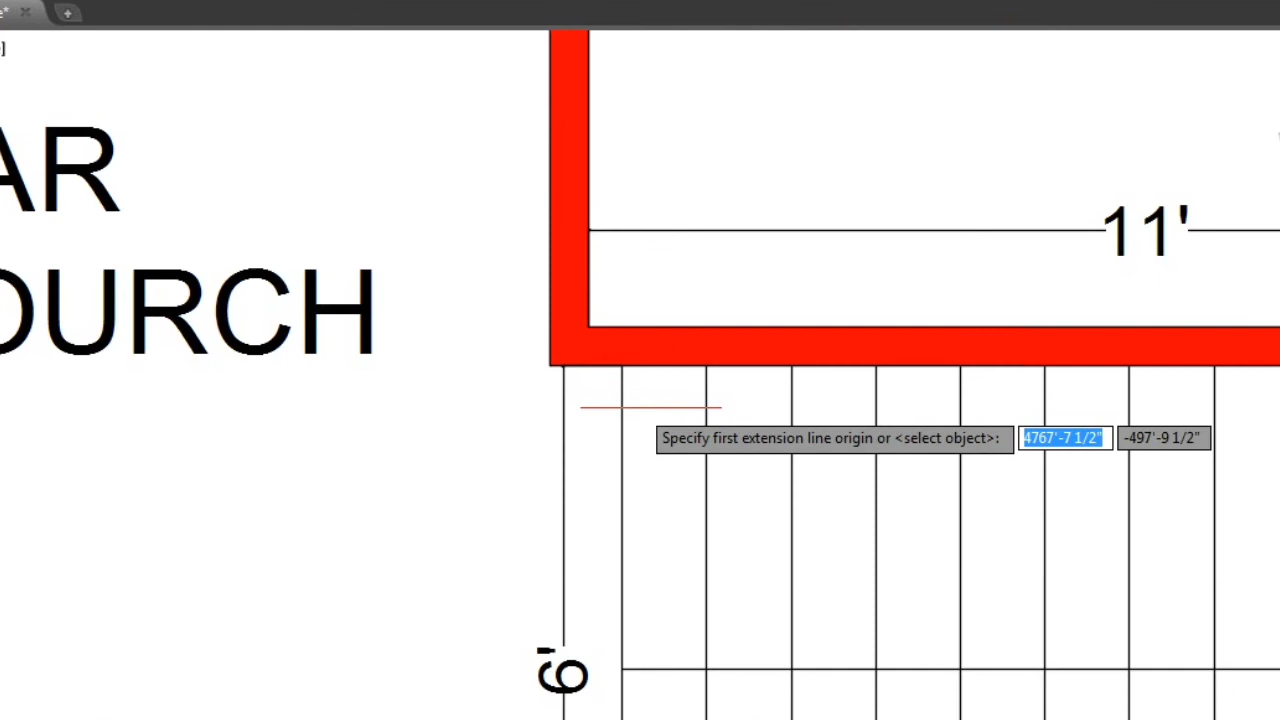 AR
OURCH
11'
Specify first extension line origin or <select object>: 4767'-7 1/2" -497'-9 1/2"
6'